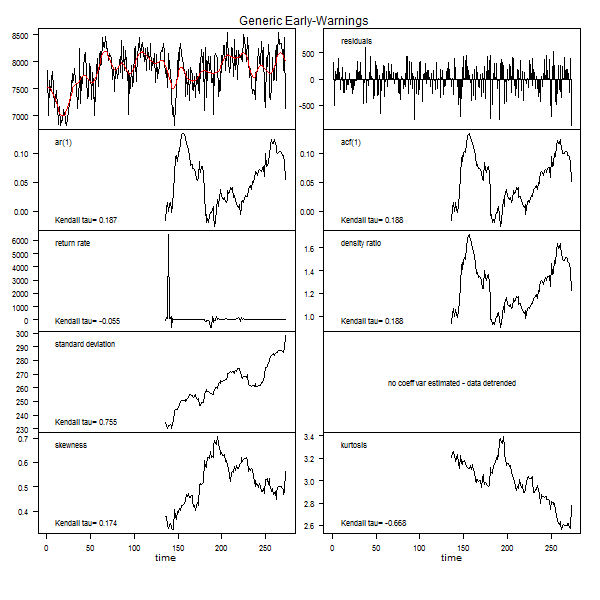 Generic Early-Warnings
8500
8000
7500
7000
residuals
500
0
-500
ar(1)
0.10
0.05
0.00
Kendall tau= 0.187
acf(1)
0.10
0.05
0.00
Kendall tau= 0.188
return rate
6000
5000
4000
3000
2000
1000
0
Kendall tau= -0.055
density ratio
1.6
1.4
1.2
1.0
Kendall tau= 0.188
standard deviation
300
290
280
270
260
250
240
230
Kendall tau= 0.755
no coeff var estimated - data detrended
skewness
0.7
0.6
0.5
0.4
Kendall tau= 0.174
kurtosis
3.4
3.2
3.0
2.8
2.6
Kendall tau= -0.668
0 50 100 150 200 250
time
0 50 100 150 200 250
time